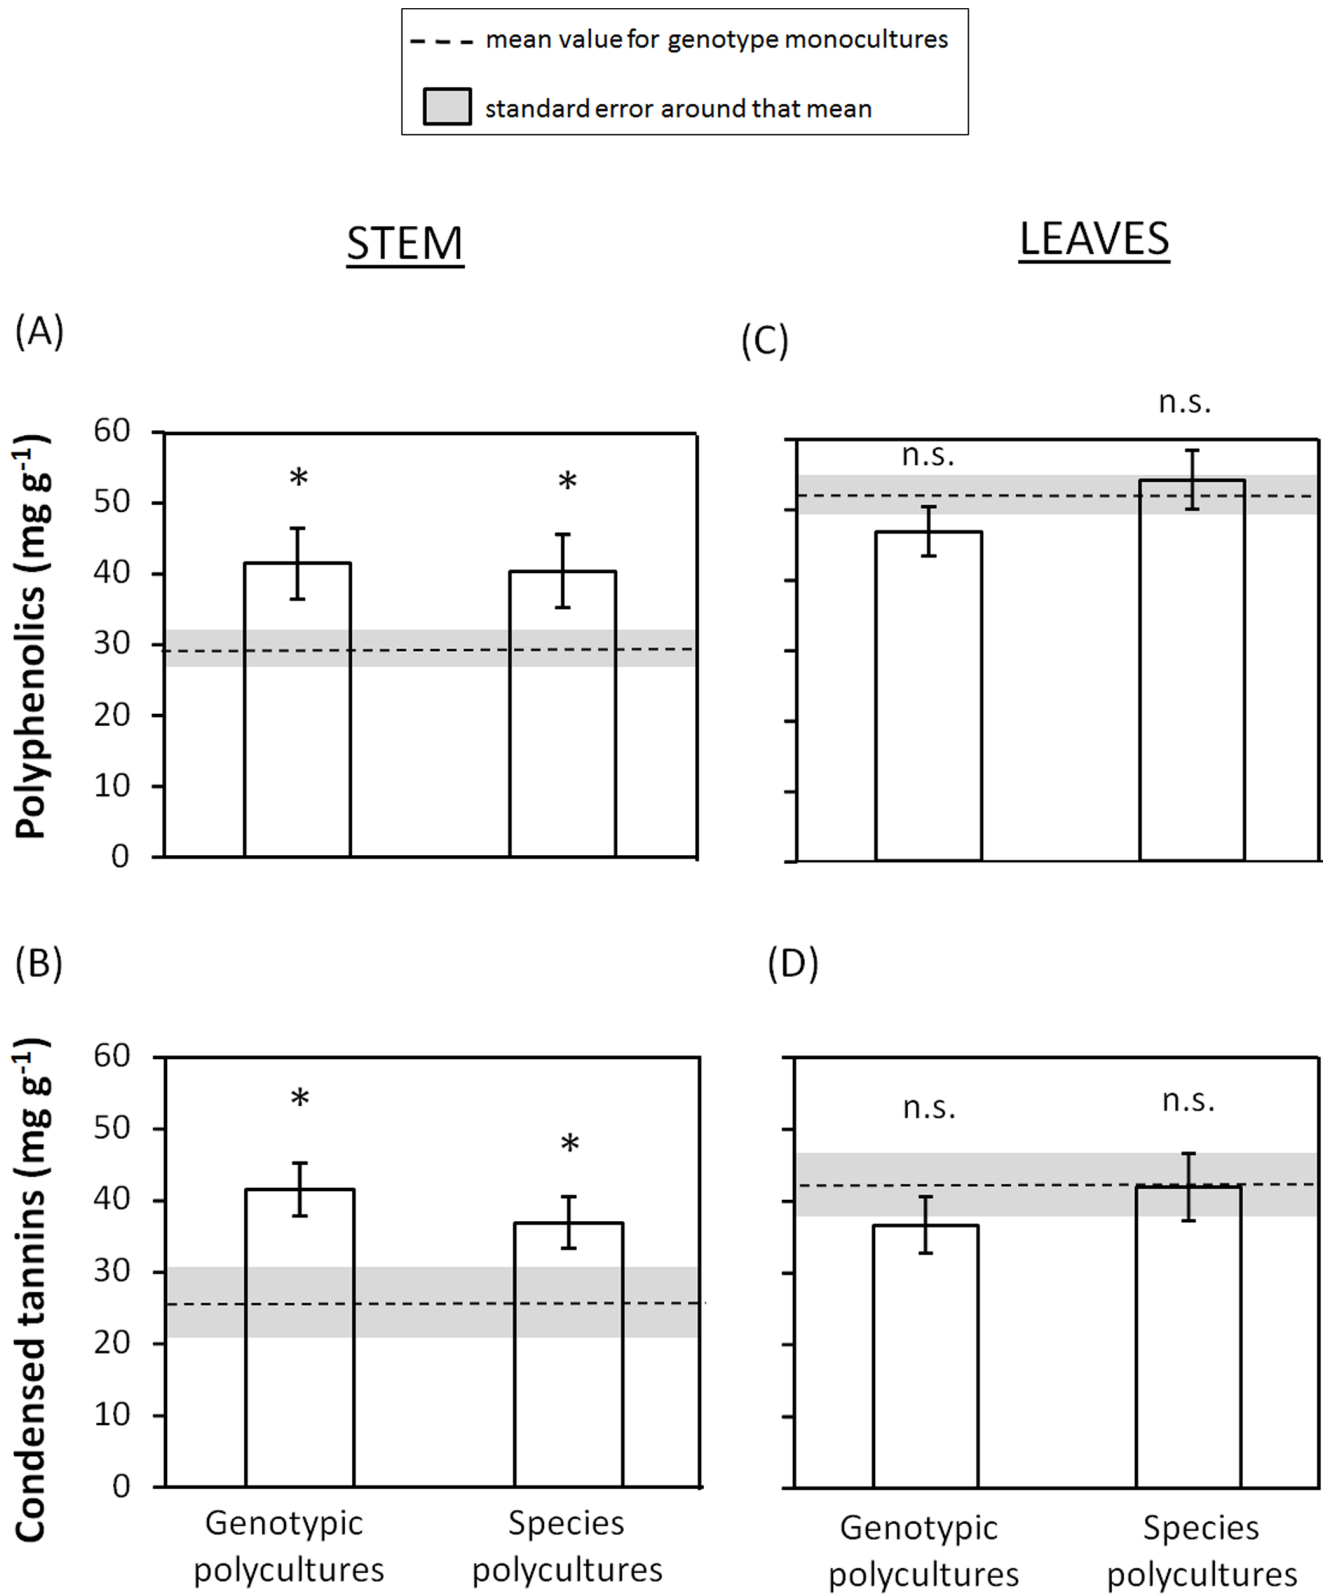 mean value for genotype monocultures
standard error around that mean
STEM
LEAVES
(A)
(C)
Polyphenolics (mg g-1)
60
50
40
30
20
10
0
*
*
n.s.
n.s.
(B)
(D)
Condensed tannins (mg g-1)
60
50
40
30
20
10
0
*
*
n.s.
n.s.
Genotypic
polycultures
Species
polycultures
Genotypic
polycultures
Species
polycultures